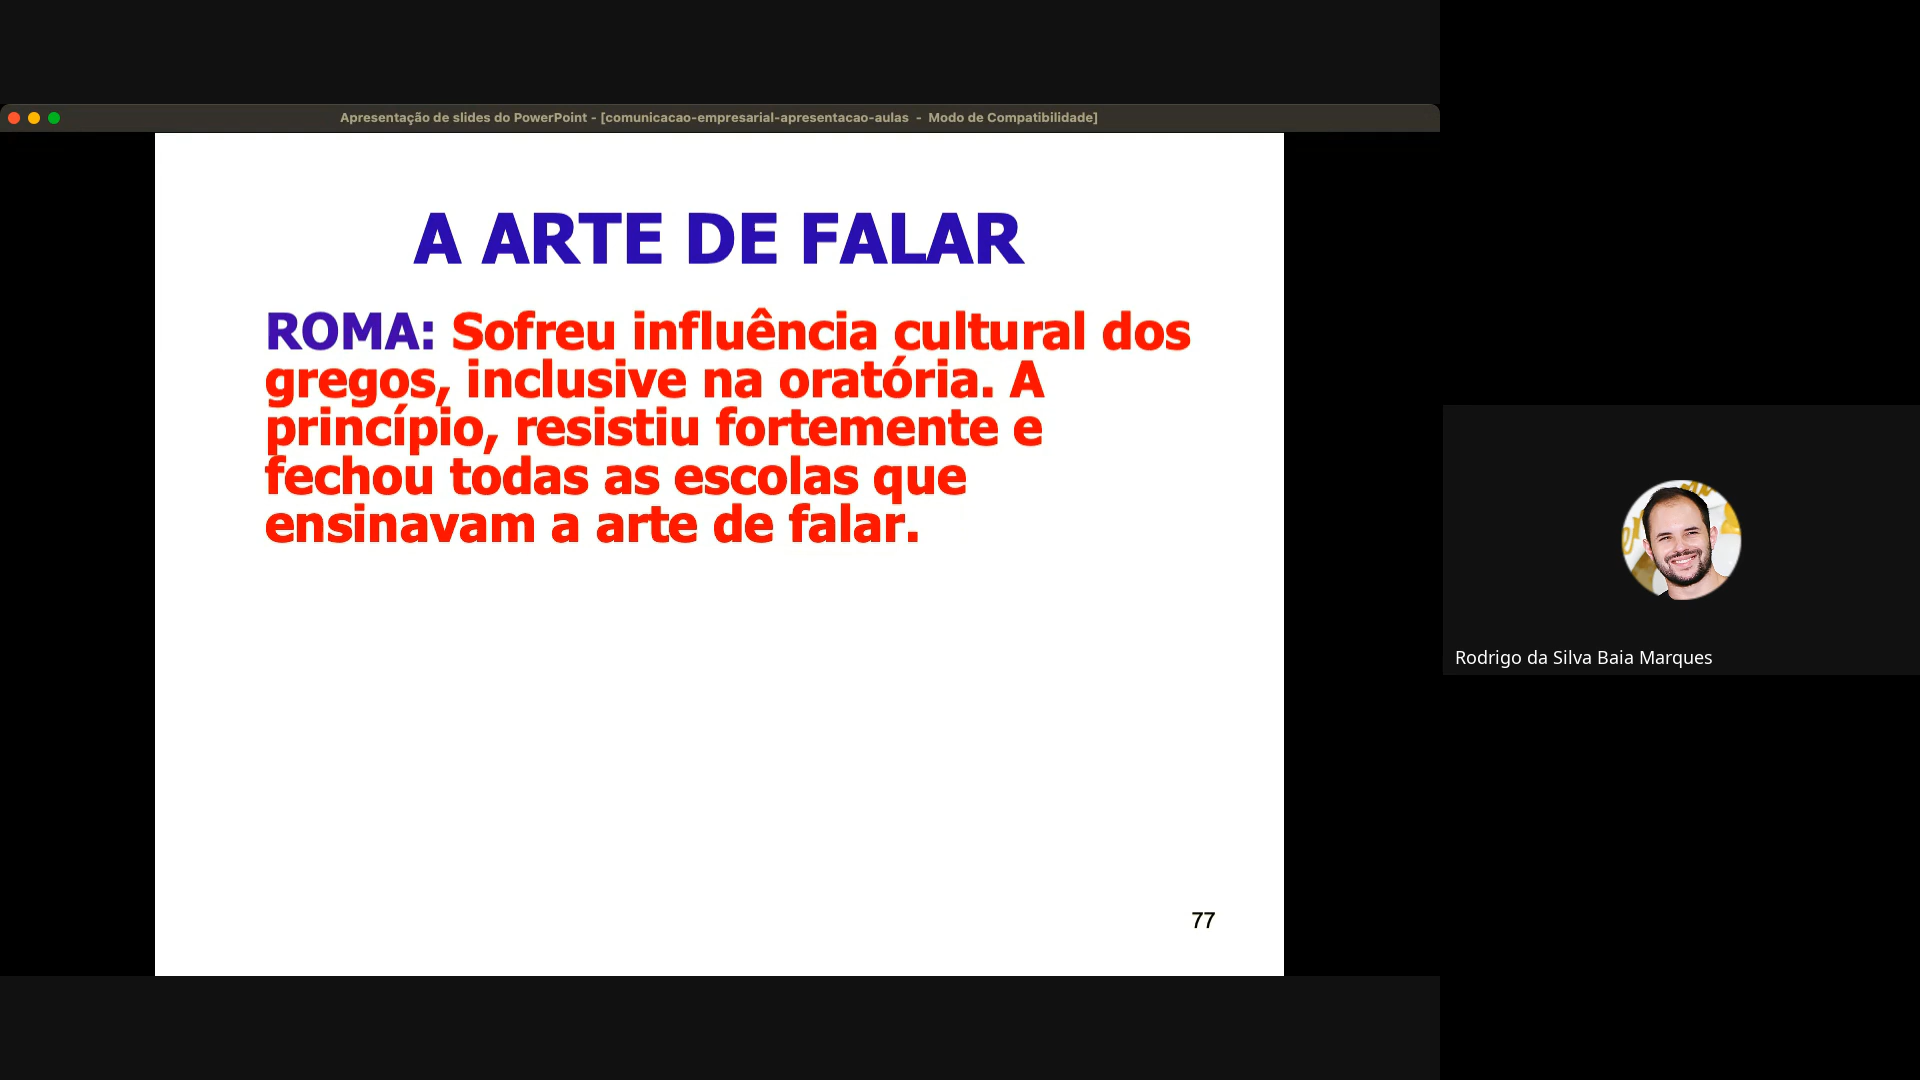 Apresentação de slides do PowerPoint - [comunicacao-empresarial-apresentacao-aulas - Modo de Compatibilidade]
A ARTE DE FALAR
ROMA: Sofreu influência cultural dos
gregos, inclusive na oratória. A
princípio, resistiu fortemente e
fechou todas as escolas que
ensinavam a arte de falar.
77
Rodrigo da Silva Baia Marques